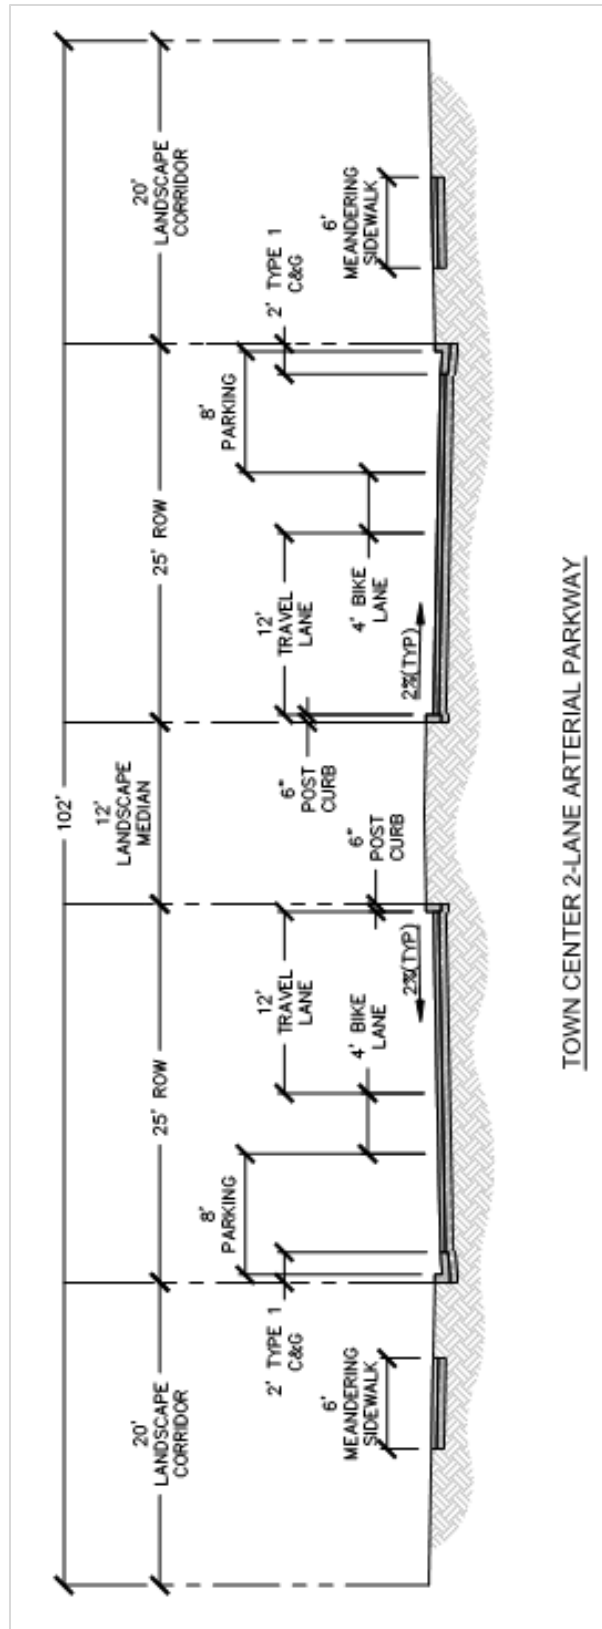 102'
20'
LANDSCAPE
CORRIDOR
25' ROW
12'
LANDSCAPE
MEDIAN
25' ROW
20'
LANDSCAPE
CORRIDOR
2' TYPE 1
C&G
8'
PARKING
12'
TRAVEL
LANE
4' BIKE
LANE
6"
POST
CURB
6"
POST
CURB
12'
TRAVEL
LANE
4' BIKE
LANE
8'
PARKING
2' TYPE 1
C&G
6'
MEANDERING
SIDEWALK
2%(TYP)
2%(TYP)
6'
MEANDERING
SIDEWALK
TOWN CENTER 2-LANE ARTERIAL PARKWAY